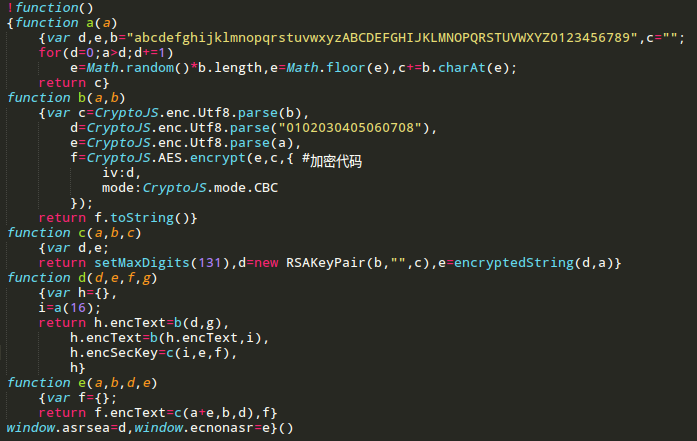 !function()
{function a(a)
{var d,e,b="abcdefghijklmnopqrstuvwxyzABCDEFGHIJKLMNOPQRSTUVWXYZ0123456789",c="";
for(d=0;a>d;d+=1)
e=Math.random()*b.length,e=Math.floor(e),c+=b.charAt(e);
return c}
function b(a,b)
{var c=CryptoJS.enc.Utf8.parse(b),
d=CryptoJS.enc.Utf8.parse("0102030405060708"),
e=CryptoJS.enc.Utf8.parse(a),
f=CryptoJS.AES.encrypt(e,c,{ #加密代码
iv:d,
mode:CryptoJS.mode.CBC
});
return f.toString()}
function c(a,b,c)
{var d,e;
return setMaxDigits(131),d=new RSAKeyPair(b,"",c),e=encryptedString(d,a)}
function d(d,e,f,g)
{var h={},
i=a(16);
return h.encText=b(d,g),
h.encText=b(h.encText,i),
h.encSecKey=c(i,e,f),
h}
function e(a,b,d,e)
{var f={};
return f.encText=c(a+e,b,d),f}
window.asrsea=d,window.ecnonasr=e}()